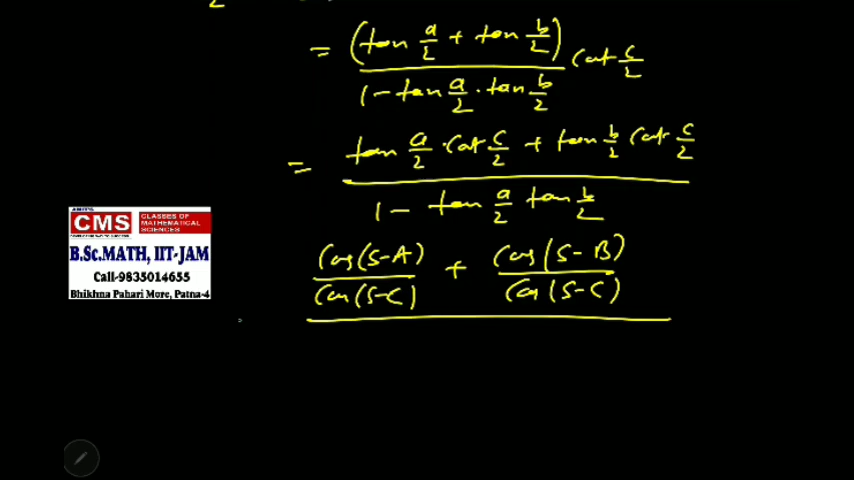 = (tan a/2 + tan b/2) / (1 - tan a/2 · tan b/2) cot c/2
= (tan a/2 · cot c/2 + tan b/2 cot c/2) / (1 - tan a/2 tan b/2)
cos(S-A)/cos(S-C) + cos(S-B)/cos(S-C)
CMS CLASSES OF MATHEMATICAL SCIENCES
B.Sc.MATH, IIT-JAM
Call-9835014655
Bhikhna Pahari More, Patna-4